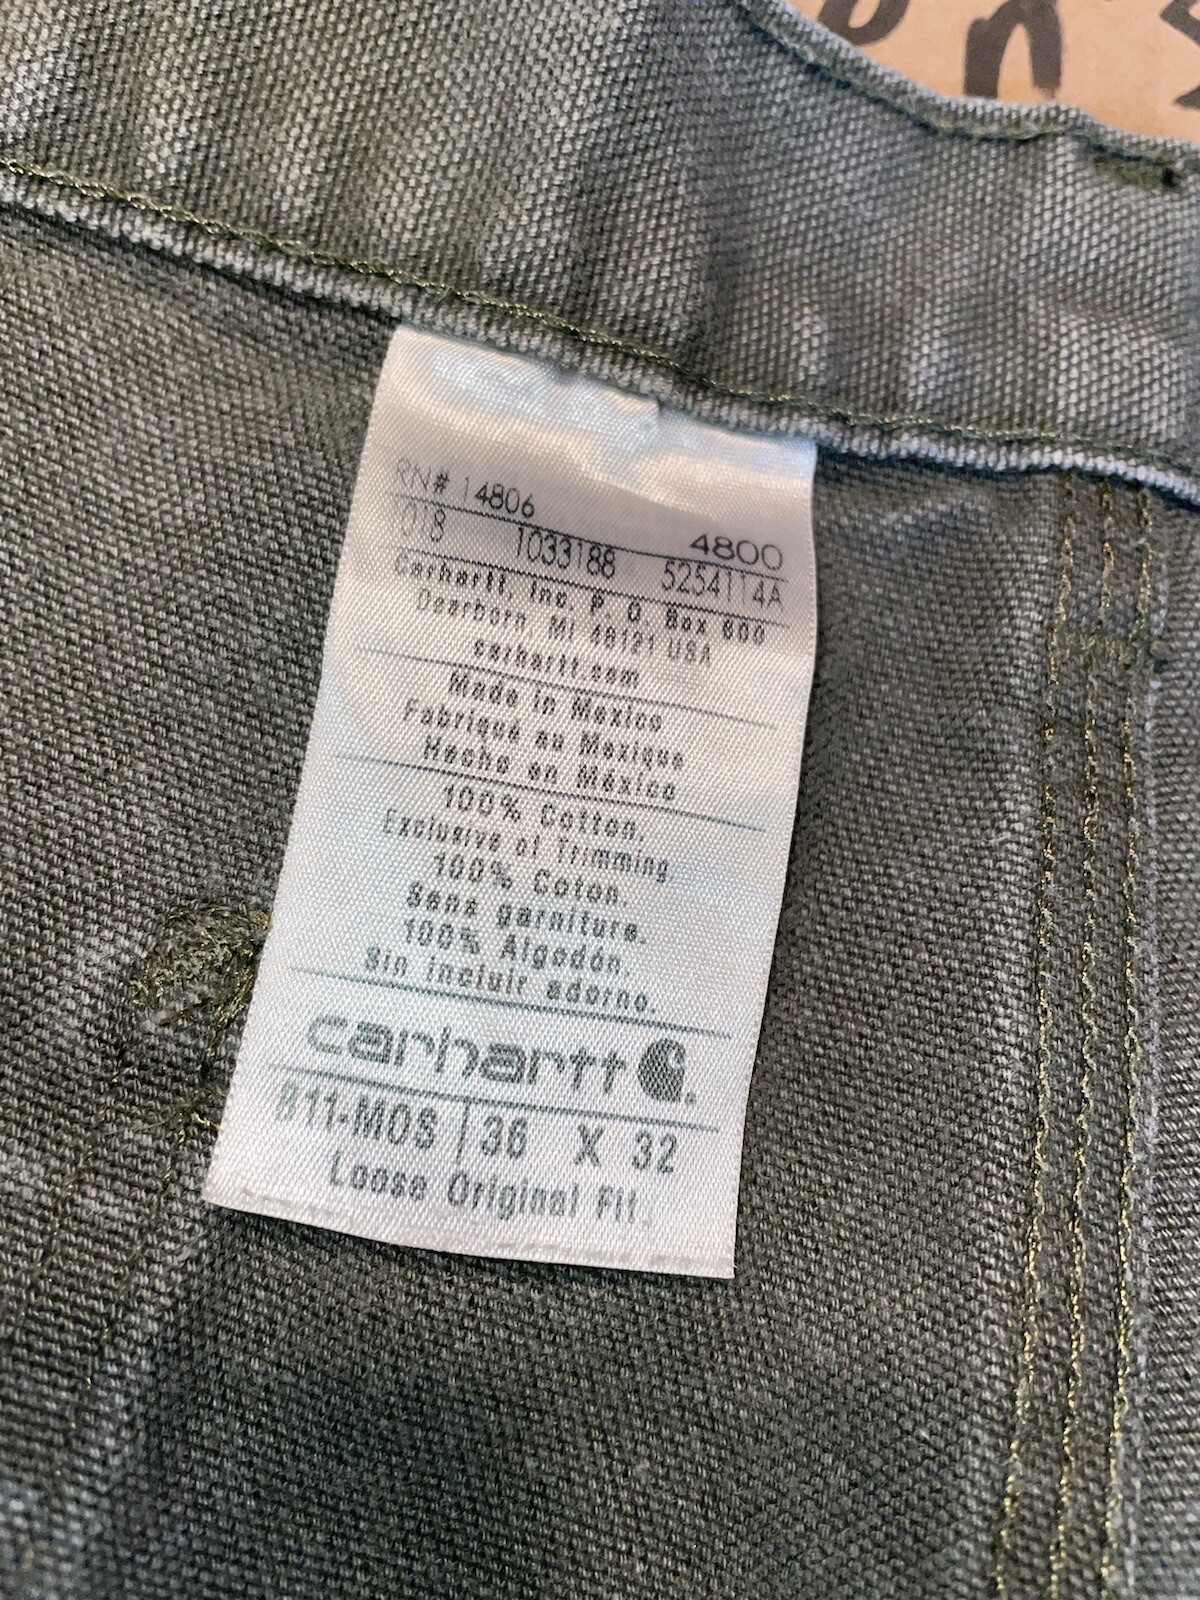 RN# 14806 4800
018 1033188 5254114A
Carhartt, Inc. P.O. Box 600
Dearborn, MI 48121 USA
carhartt.com
Made in Mexico
Fabriqué au Mexique
Hecho en México
100% Cotton.
Exclusive of Trimming.
100% Coton.
Sans garniture.
100% Algodón.
Sin incluir adorno.
carhartt
B11-MOS | 36 X 32
Loose Original Fit.